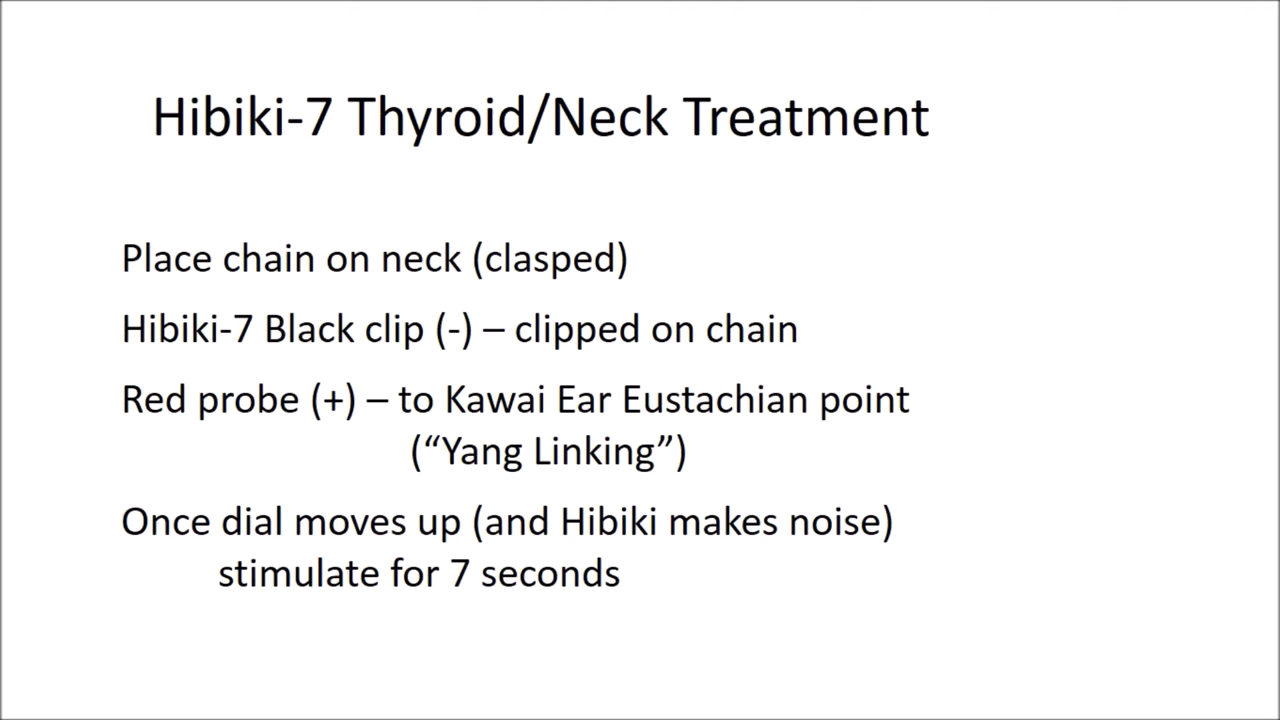 Hibiki-7 Thyroid/Neck Treatment
Place chain on neck (clasped)
Hibiki-7 Black clip (-) – clipped on chain
Red probe (+) – to Kawai Ear Eustachian point
(“Yang Linking”)
Once dial moves up (and Hibiki makes noise)
stimulate for 7 seconds